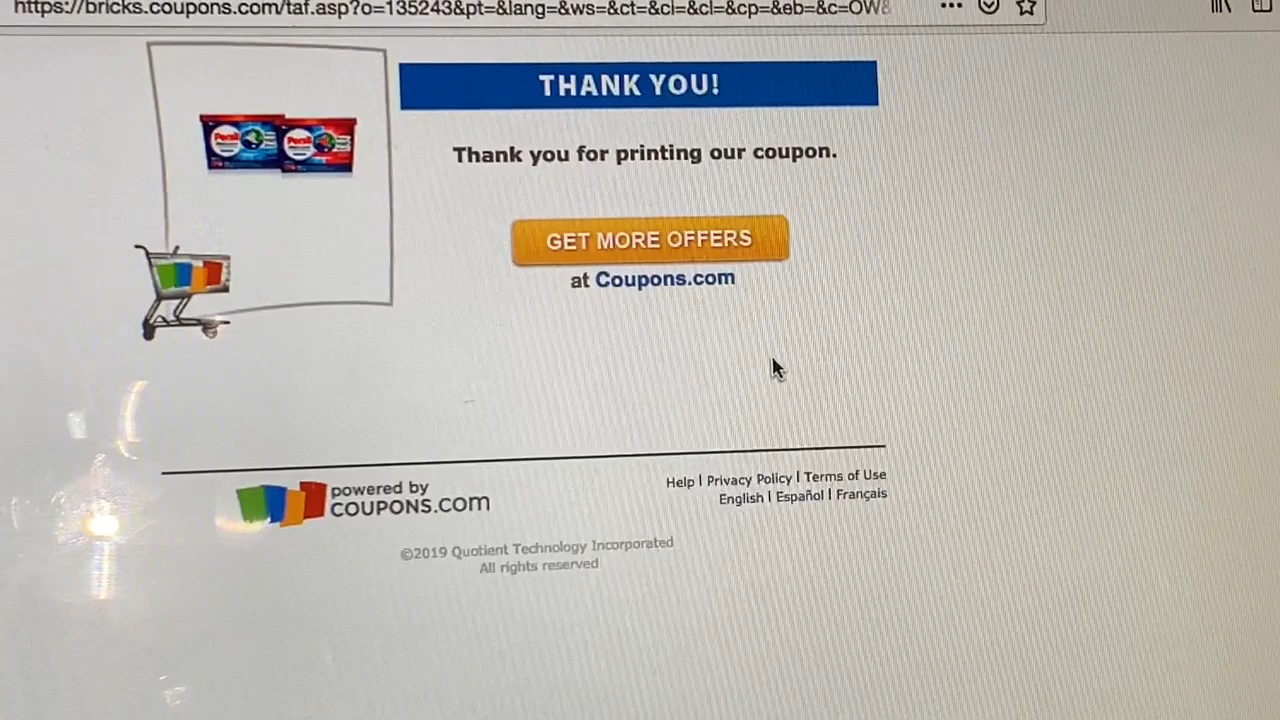 https://bricks.coupons.com/taf.asp?o=135243&pt=&lang=&ws=&ct=&cl=&cl=&cp=&eb=&c=OW&
THANK YOU!
Persil Persil
Thank you for printing our coupon.
GET MORE OFFERS
at Coupons.com
powered by
COUPONS.com
Help | Privacy Policy | Terms of Use
English | Español | Français
©2019 Quotient Technology Incorporated
All rights reserved